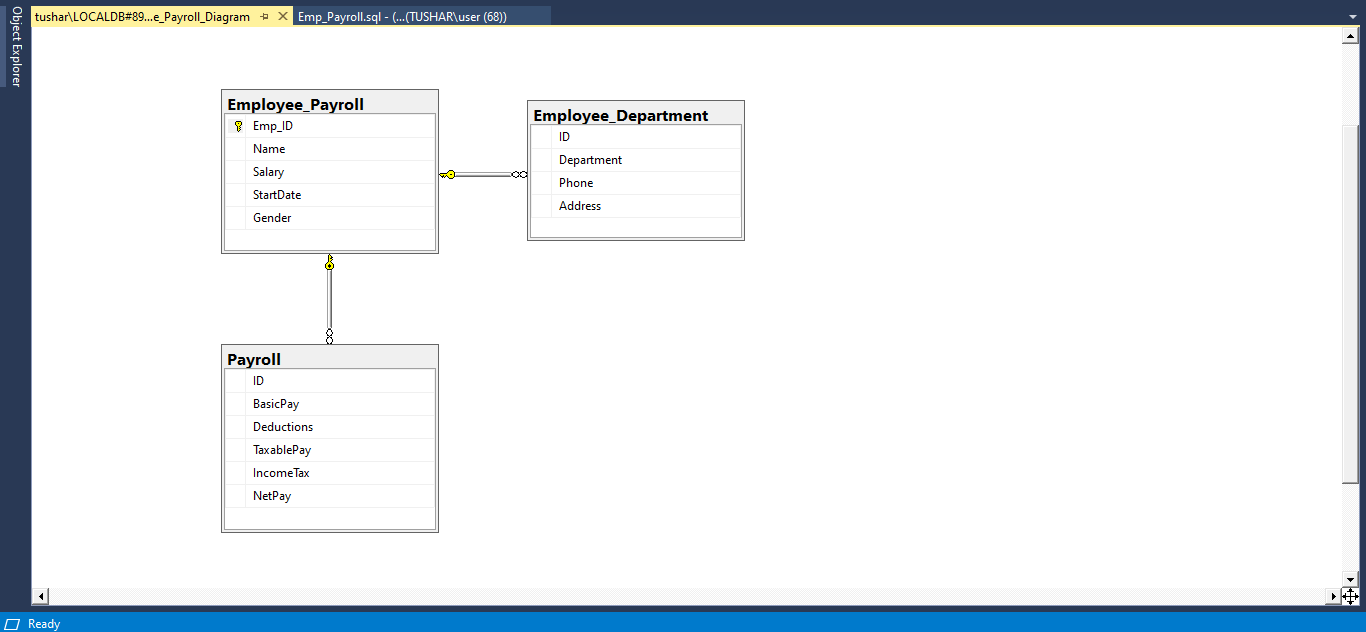 Object Explorer
tushar\LOCALDB#89...e_Payroll_Diagram
Emp_Payroll.sql - (...(TUSHAR\user (68))
Employee_Payroll
Emp_ID
Name
Salary
StartDate
Gender
Employee_Department
ID
Department
Phone
Address
Payroll
ID
BasicPay
Deductions
TaxablePay
IncomeTax
NetPay
Ready